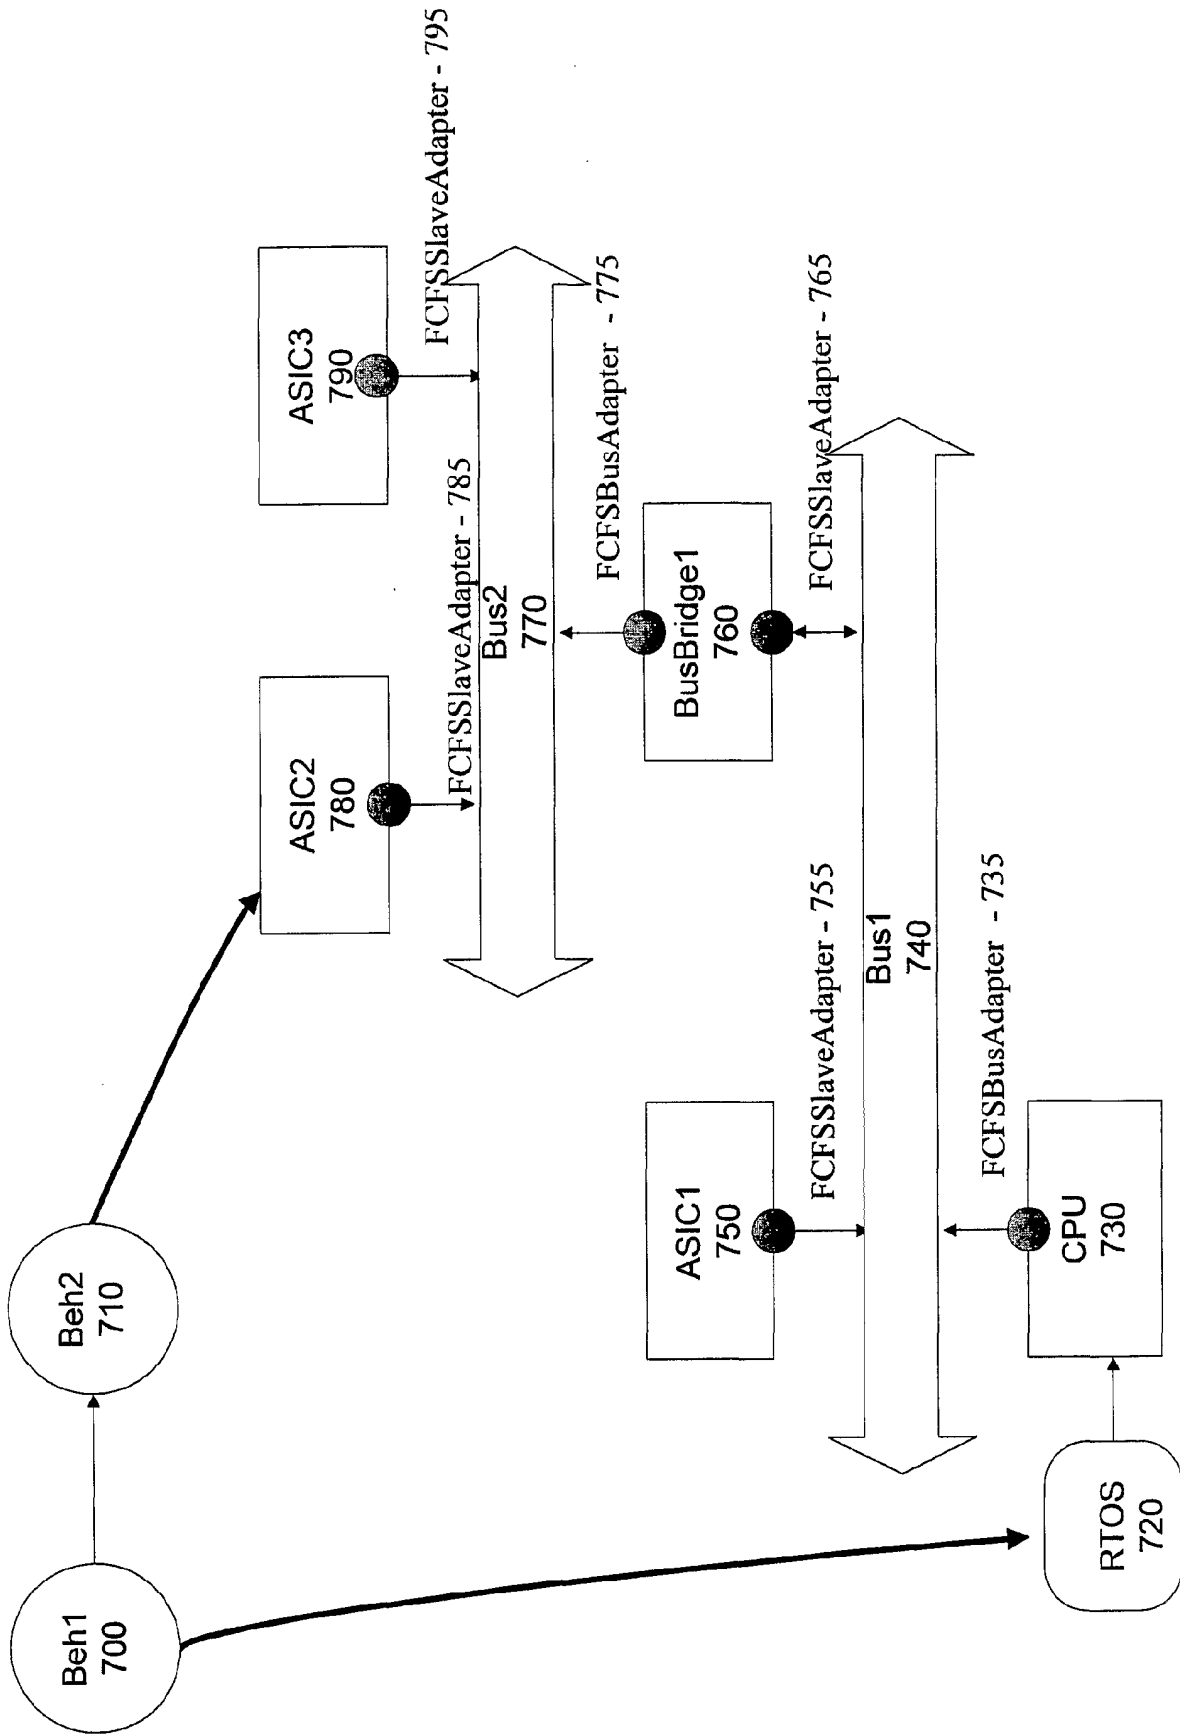 Beh1
700
Beh2
710
ASIC2
780
ASIC3
790
FCFSSlaveAdapter - 785
FCFSSlaveAdapter - 795
Bus2
770
FCFSBusAdapter - 775
ASIC1
750
BusBridge1
760
FCFSSlaveAdapter - 755
FCFSSlaveAdapter - 765
Bus1
740
FCFSBusAdapter - 735
RTOS
720
CPU
730